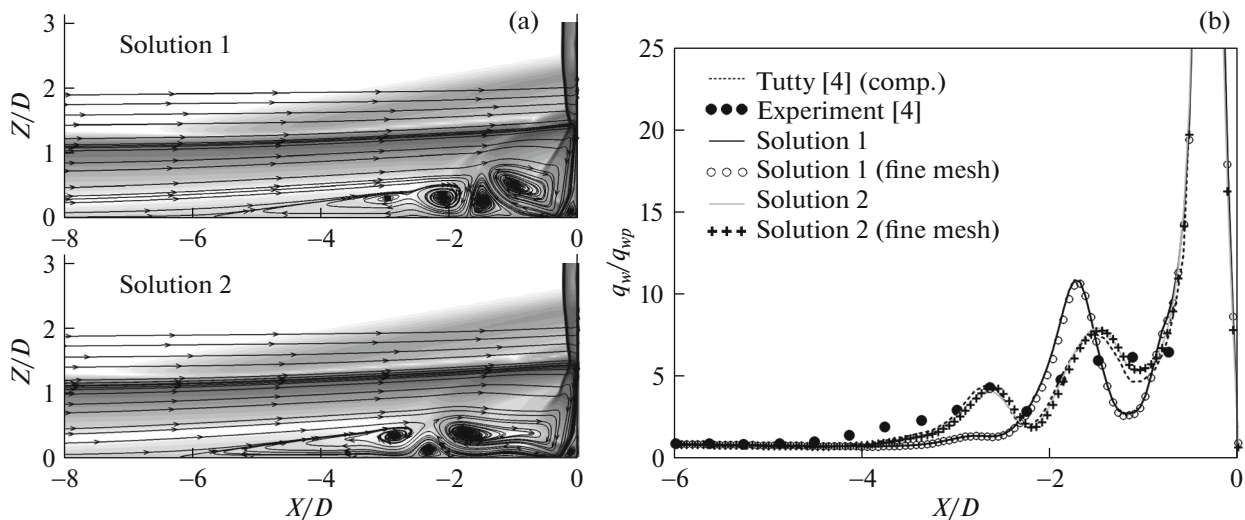 (a)
3
Solution 1
2
Z/D
1
0
−8
−6
−4
−2
0
3
Solution 2
2
Z/D
1
0
−8
−6
−4
−2
0
X/D
(b)
25
Tutty [4] (comp.)
Experiment [4]
20
Solution 1
Solution 1 (fine mesh)
15
Solution 2
Solution 2 (fine mesh)
q_w/q_wp
10
5
0
−6
−4
−2
0
X/D